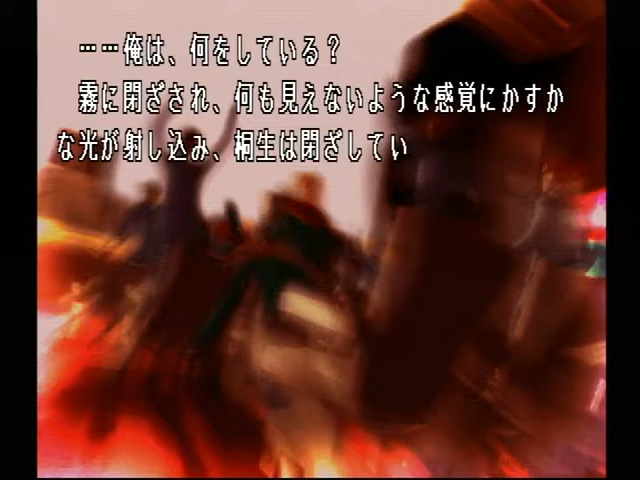 ……俺は、何をしている？
霧に閉ざされ、何も見えないような感覚にかすか
な光が射し込み、桐生は閉ざしてい